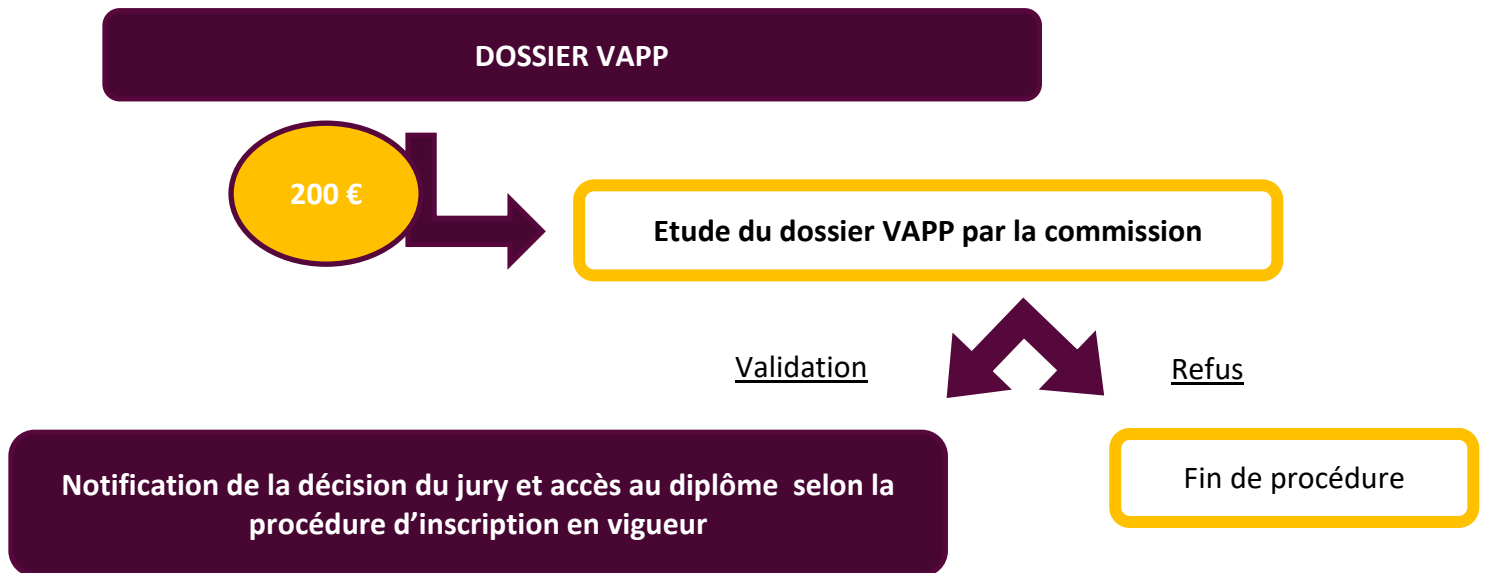 DOSSIER VAPP
200 €
Etude du dossier VAPP par la commission
Validation
Refus
Notification de la décision du jury et accès au diplôme selon la
procédure d’inscription en vigueur
Fin de procédure